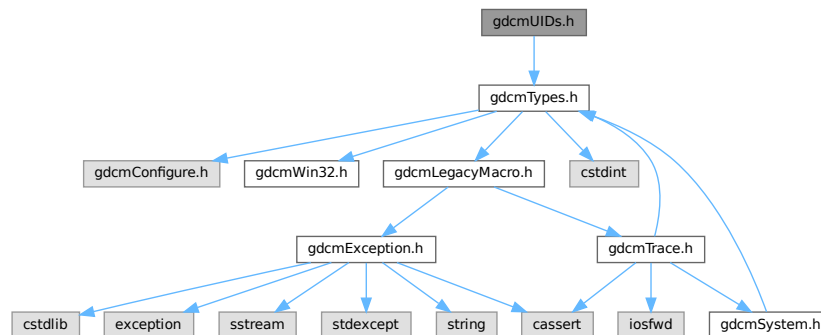 gdcmUIDs.h
gdcmTypes.h
gdcmConfigure.h
gdcmWin32.h
gdcmLegacyMacro.h
cstdint
gdcmException.h
gdcmTrace.h
cstdlib
exception
sstream
stdexcept
string
cassert
iosfwd
gdcmSystem.h